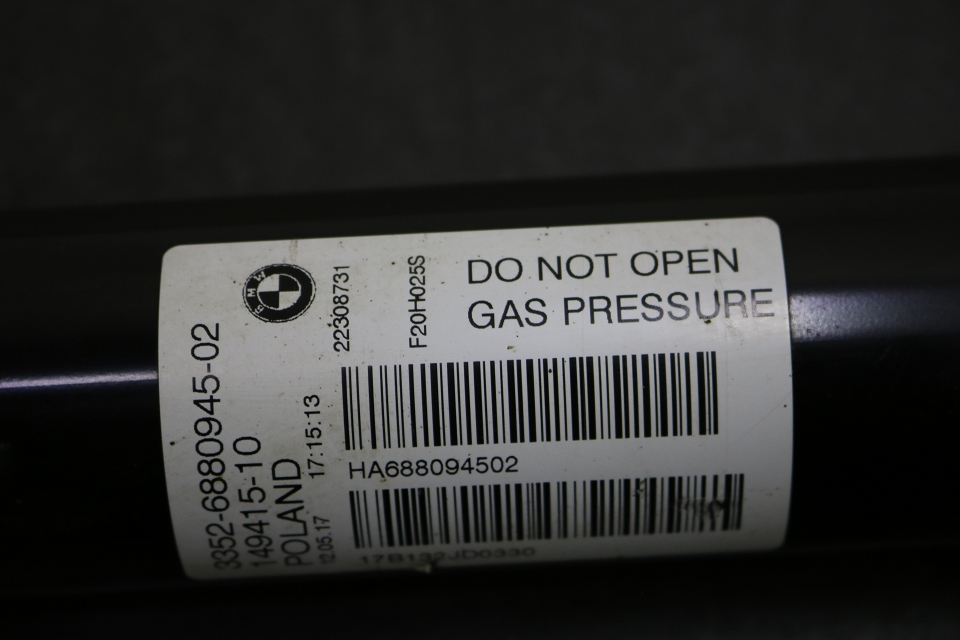 DO NOT OPEN
GAS PRESSURE
HA688094502
17B132JD0330
BMW
3352-6880945-02
149415-10
POLAND
12.05.17 17:15:13
22308731
F20H025S